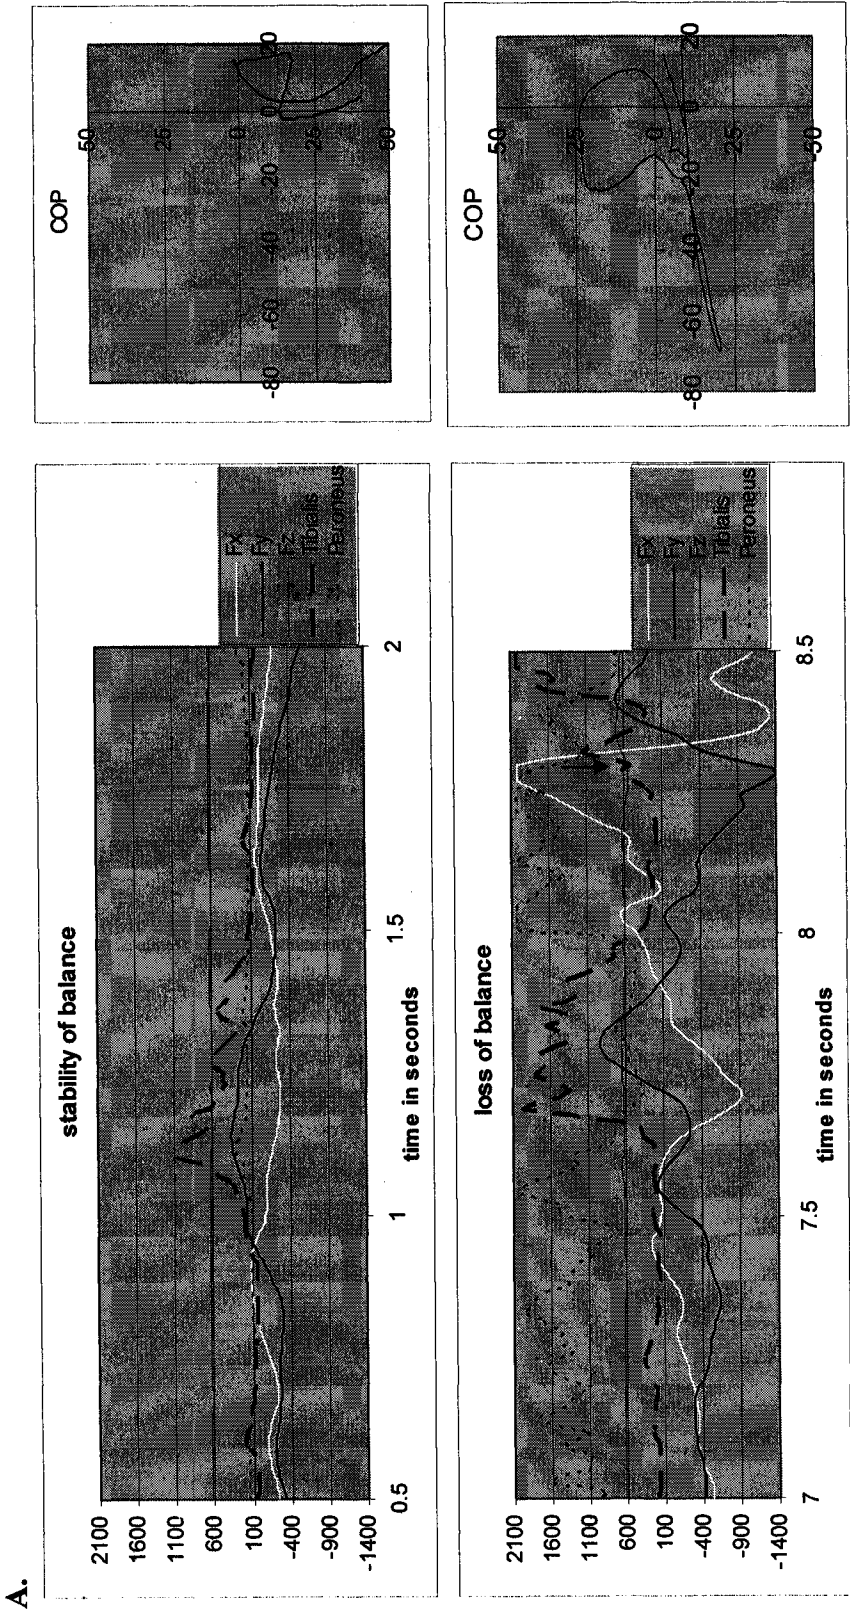 A.
stability of balance
2100
1600
1100
600
100
-400
-900
-1400
0.5
1
1.5
2
time in seconds
Fx
Fy
Fz
Tibialis
Peroneus
COP
50
25
0
25
50
-80
-60
-40
-20
0
20
loss of balance
2100
1600
1100
600
100
-400
-900
-1400
7
7.5
8
8.5
time in seconds
Fx
Fy
Fz
Tibialis
Peroneus
COP
50
25
0
25
-50
-80
-60
-40
-20
0
20